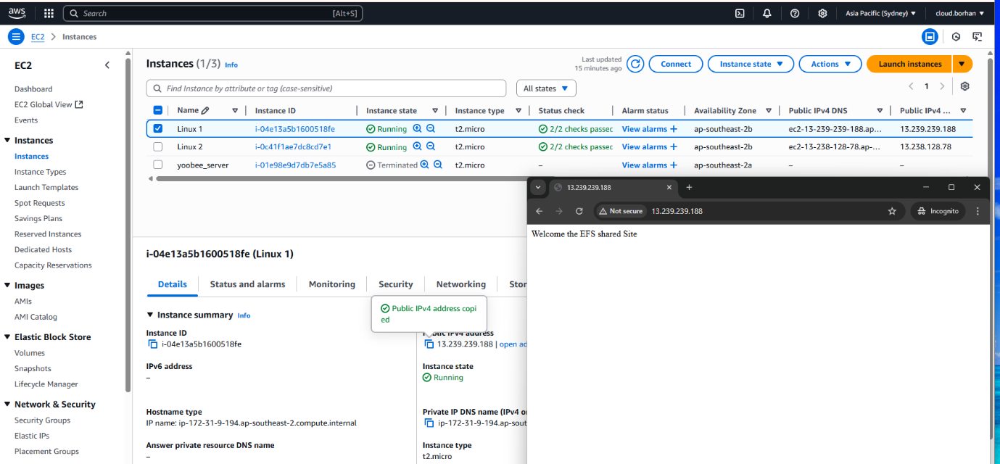 aws
Search [Alt+S]
Asia Pacific (Sydney) ▼
cloud.borhan ▼
EC2 > Instances
EC2
Dashboard
EC2 Global View
Events
Instances
Instances
Instance Types
Launch Templates
Spot Requests
Savings Plans
Reserved Instances
Dedicated Hosts
Capacity Reservations
Images
AMIs
AMI Catalog
Elastic Block Store
Volumes
Snapshots
Lifecycle Manager
Network & Security
Security Groups
Elastic IPs
Placement Groups
Instances (1/3) Info
Last updated
15 minutes ago
Connect
Instance state
Actions
Launch instances
Find Instance by attribute or tag (case-sensitive)
All states
1
Name Instance ID Instance state Instance type Status check Alarm status Availability Zone Public IPv4 DNS Public IPv4 ...
Linux 1 i-04e13a5b1600518fe Running t2.micro 2/2 checks passec View alarms + ap-southeast-2b ec2-13-239-239-188.ap... 13.239.239.188
Linux 2 i-0c41f1ae7dc8cd7e1 Running t2.micro 2/2 checks passec View alarms + ap-southeast-2b ec2-13-238-128-78.ap-... 13.238.128.78
yoobee_server i-01e98e9d7db7e5a85 Terminated t2.micro – View alarms + ap-southeast-2a – –
i-04e13a5b1600518fe (Linux 1)
Details
Status and alarms
Monitoring
Security
Networking
Stor
Public IPv4 address copi
ed
Instance summary Info
Instance ID
i-04e13a5b1600518fe
IPv6 address
–
Hostname type
IP name: ip-172-31-9-194.ap-southeast-2.compute.internal
Answer private resource DNS name
–
Public IPv4 address
13.239.239.188 | open ad
Instance state
Running
Private IP DNS name (IPv4 o
ip-172-31-9-194.ap-sout
Instance type
t2.micro
13.239.239.188
Not secure 13.239.239.188
Incognito
Welcome the EFS shared Site